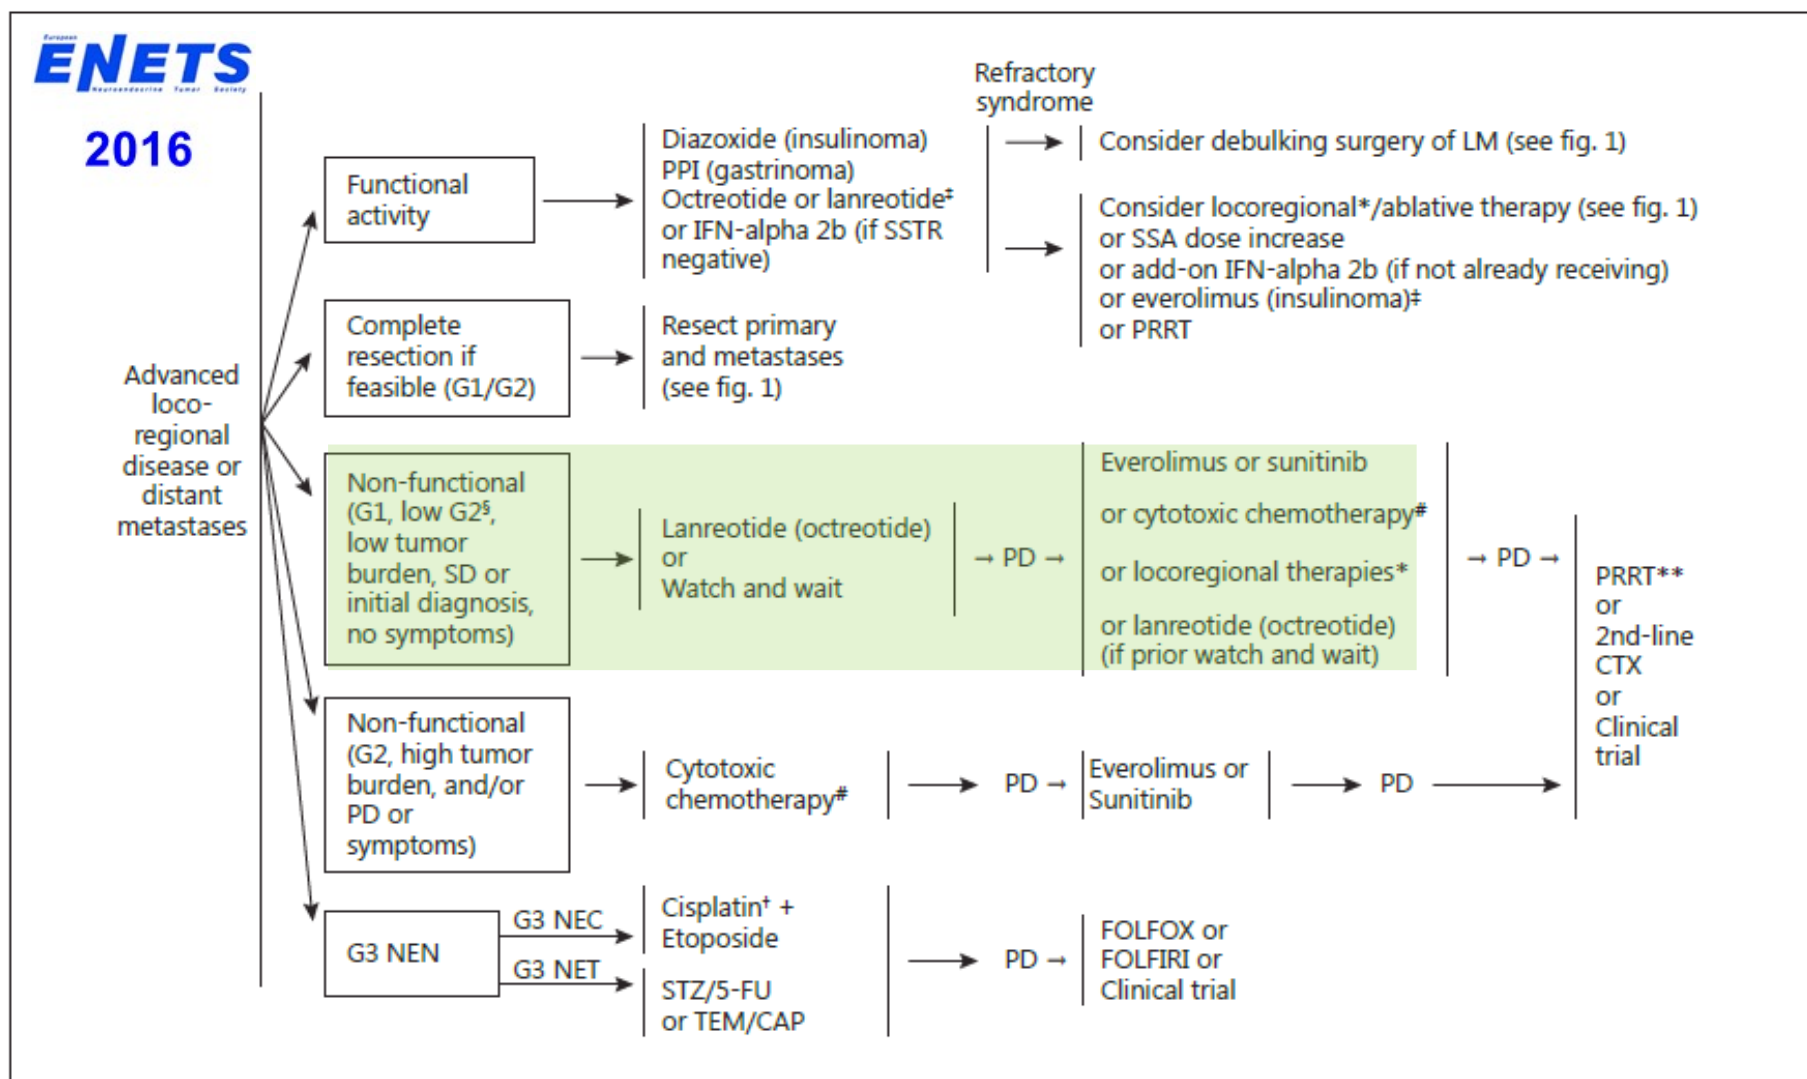 European
ENETS
Neuroendocrine Tumor Society
2016
Advanced
loco-
regional
disease or
distant
metastases
Functional
activity
Diazoxide (insulinoma)
PPI (gastrinoma)
Octreotide or lanreotide‡
or IFN-alpha 2b (if SSTR
negative)
Refractory
syndrome
Consider debulking surgery of LM (see fig. 1)
Consider locoregional*/ablative therapy (see fig. 1)
or SSA dose increase
or add-on IFN-alpha 2b (if not already receiving)
or everolimus (insulinoma)‡
or PRRT
Complete
resection if
feasible (G1/G2)
Resect primary
and metastases
(see fig. 1)
Non-functional
(G1, low G2§,
low tumor
burden, SD or
initial diagnosis,
no symptoms)
Lanreotide (octreotide)
or
Watch and wait
→ PD →
Everolimus or sunitinib
or cytotoxic chemotherapy#
or locoregional therapies*
or lanreotide (octreotide)
(if prior watch and wait)
→ PD →
PRRT**
or
2nd-line
CTX
or
Clinical
trial
Non-functional
(G2, high tumor
burden, and/or
PD or
symptoms)
Cytotoxic
chemotherapy#
PD →
Everolimus or
Sunitinib
PD
G3 NEN
G3 NEC
Cisplatin† +
Etoposide
G3 NET
STZ/5-FU
or TEM/CAP
PD →
FOLFOX or
FOLFIRI or
Clinical trial